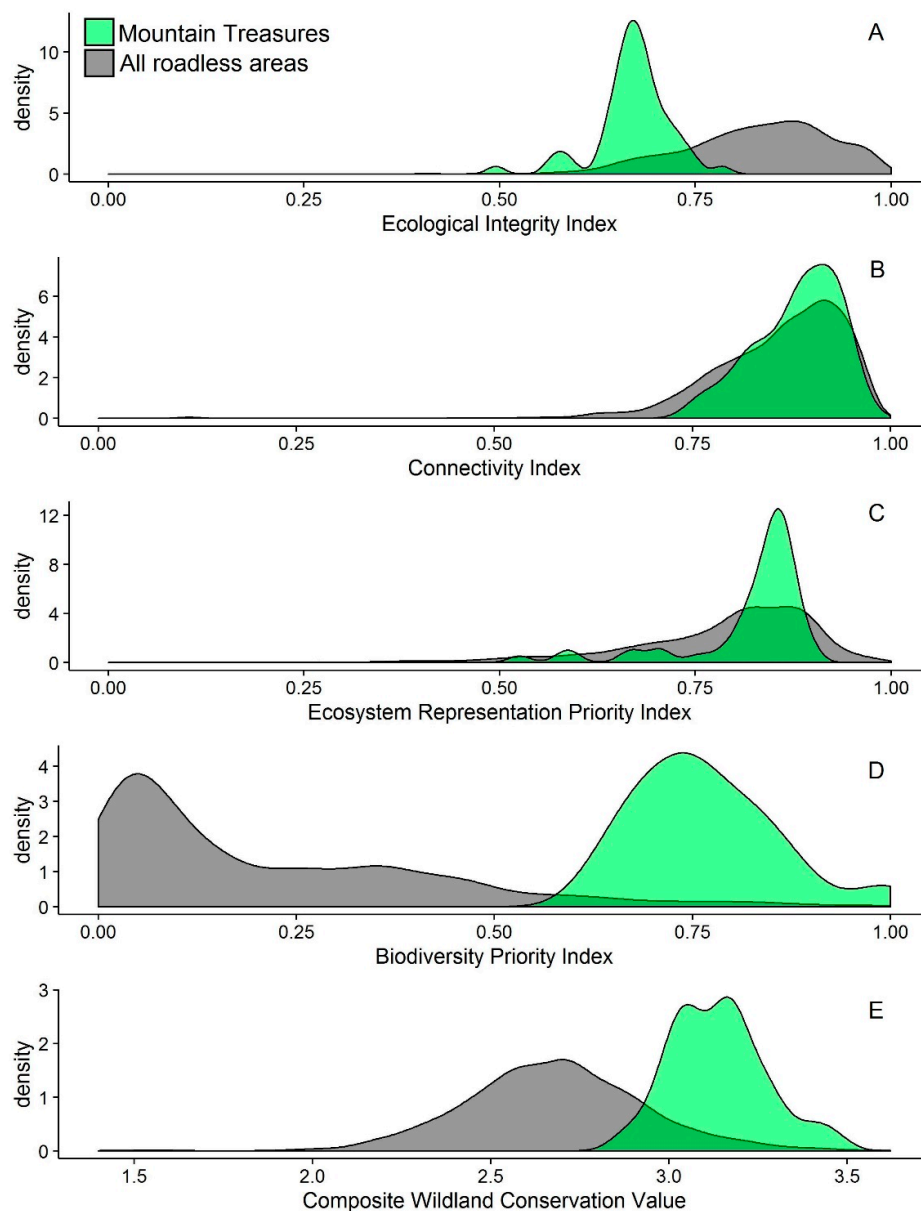 Mountain Treasures
All roadless areas
A
density
10
5
0
0.00 0.25 0.50 0.75 1.00
Ecological Integrity Index
B
density
6
4
2
0
0.00 0.25 0.50 0.75 1.00
Connectivity Index
C
density
12
8
4
0
0.00 0.25 0.50 0.75 1.00
Ecosystem Representation Priority Index
D
density
4
3
2
1
0
0.00 0.25 0.50 0.75 1.00
Biodiversity Priority Index
E
density
3
2
1
0
1.5 2.0 2.5 3.0 3.5
Composite Wildland Conservation Value